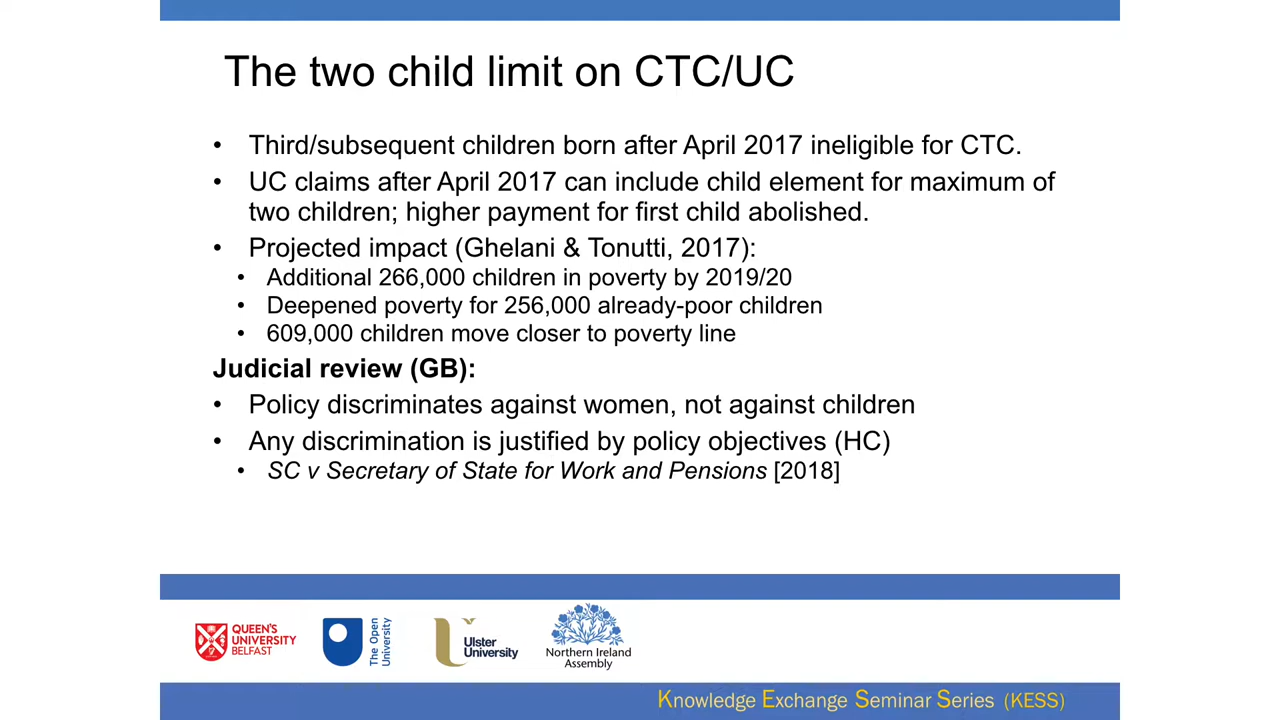 The two child limit on CTC/UC
• Third/subsequent children born after April 2017 ineligible for CTC.
• UC claims after April 2017 can include child element for maximum of
two children; higher payment for first child abolished.
• Projected impact (Ghelani & Tonutti, 2017):
• Additional 266,000 children in poverty by 2019/20
• Deepened poverty for 256,000 already-poor children
• 609,000 children move closer to poverty line
Judicial review (GB):
• Policy discriminates against women, not against children
• Any discrimination is justified by policy objectives (HC)
• SC v Secretary of State for Work and Pensions [2018]
QUEEN'S
UNIVERSITY
BELFAST
The Open
University
Ulster
University
Northern Ireland
Assembly
Knowledge Exchange Seminar Series (KESS)